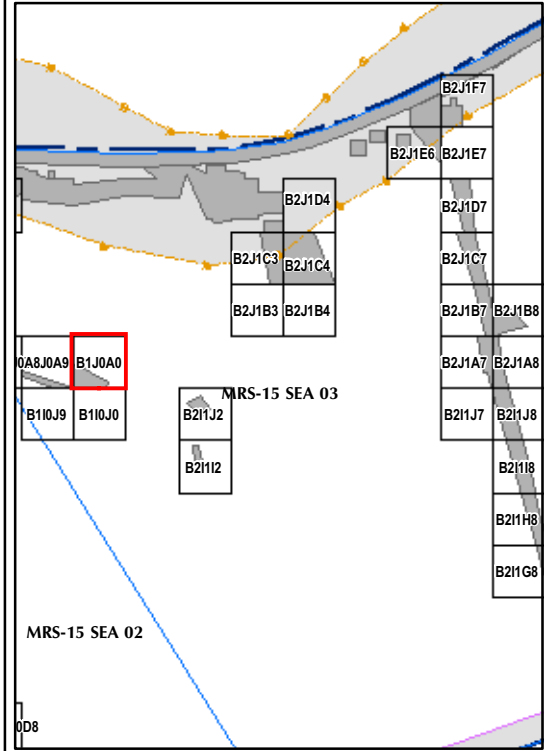 B2J1F7
B2J1E6 B2J1E7
B2J1D4 B2J1D7
B2J1C3 B2J1C4 B2J1C7
B2J1B3 B2J1B4 B2J1B7 B2J1B8
J0A8J0A9 B1J0A0 B2J1A7 B2J1A8
MRS-15 SEA 03
B1I0J9 B1I0J0 B2I1J2 B2I1J7 B2I1J8
B2I1I2 B2I1I8
B2I1H8
B2I1G8
MRS-15 SEA 02
0D8